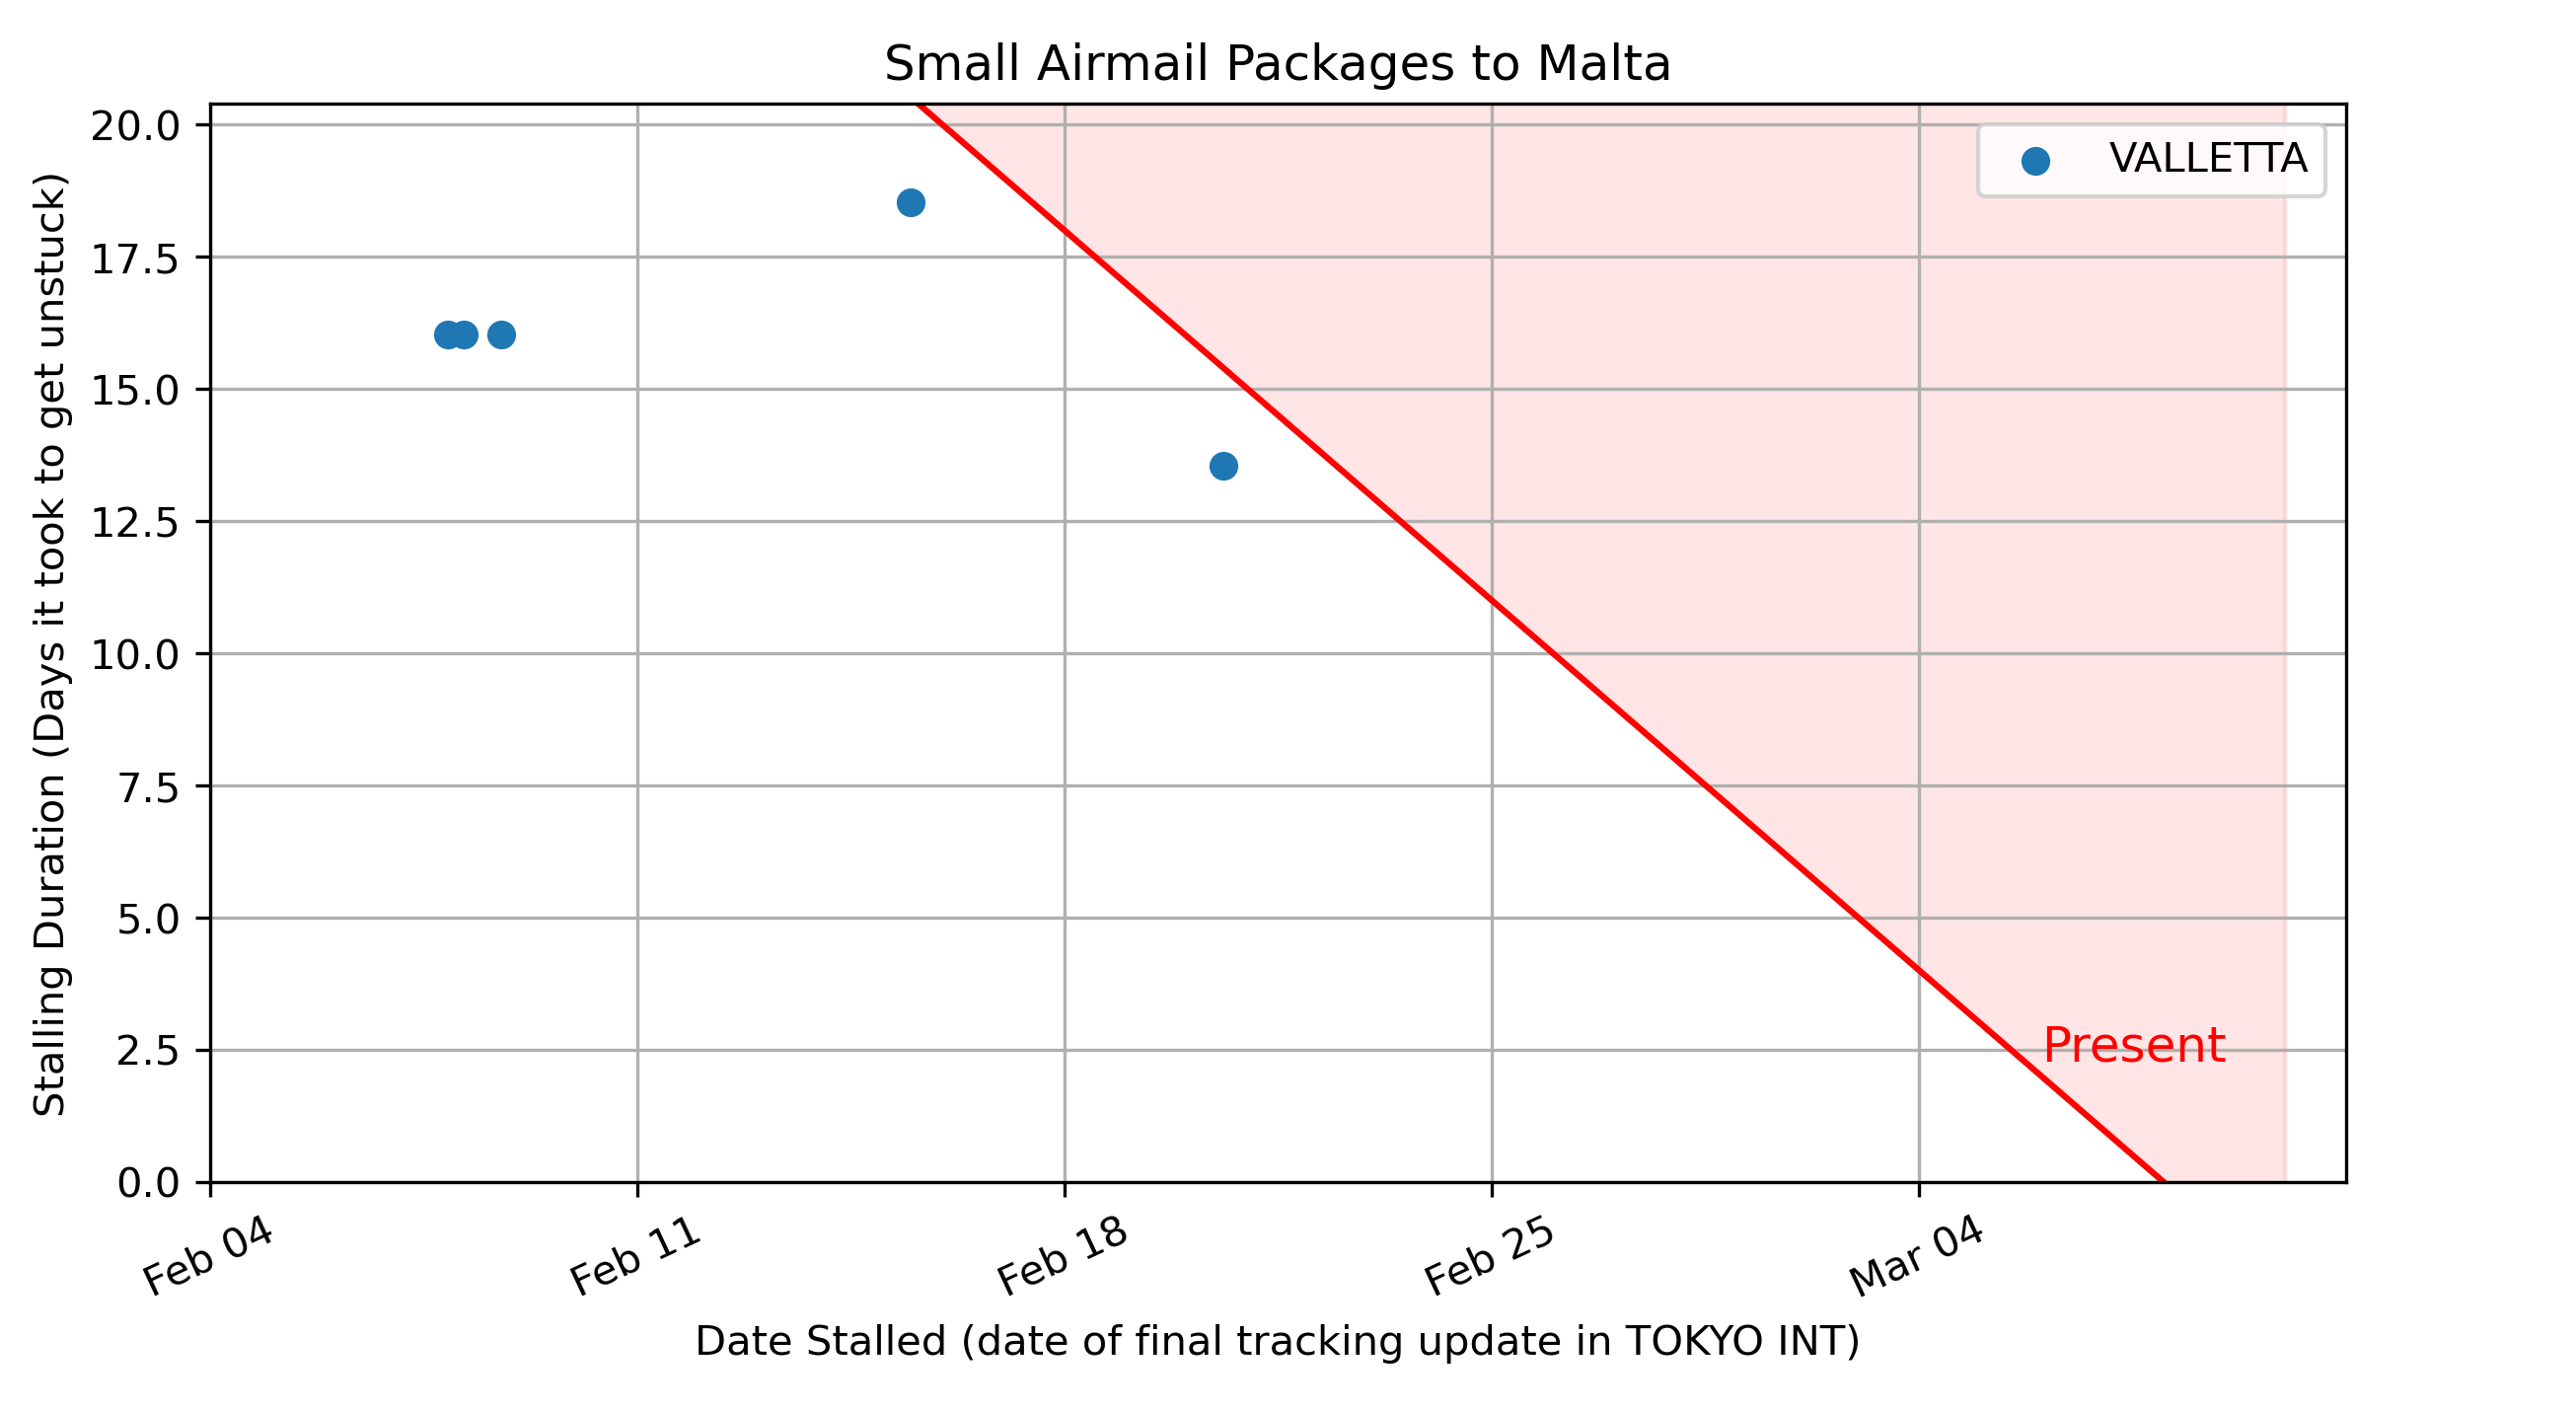 Small Airmail Packages to Malta
VALLETTA
20.0
17.5
15.0
12.5
10.0
7.5
5.0
2.5
0.0
Stalling Duration (Days it took to get unstuck)
Present
Feb 04
Feb 11
Feb 18
Feb 25
Mar 04
Date Stalled (date of final tracking update in TOKYO INT)